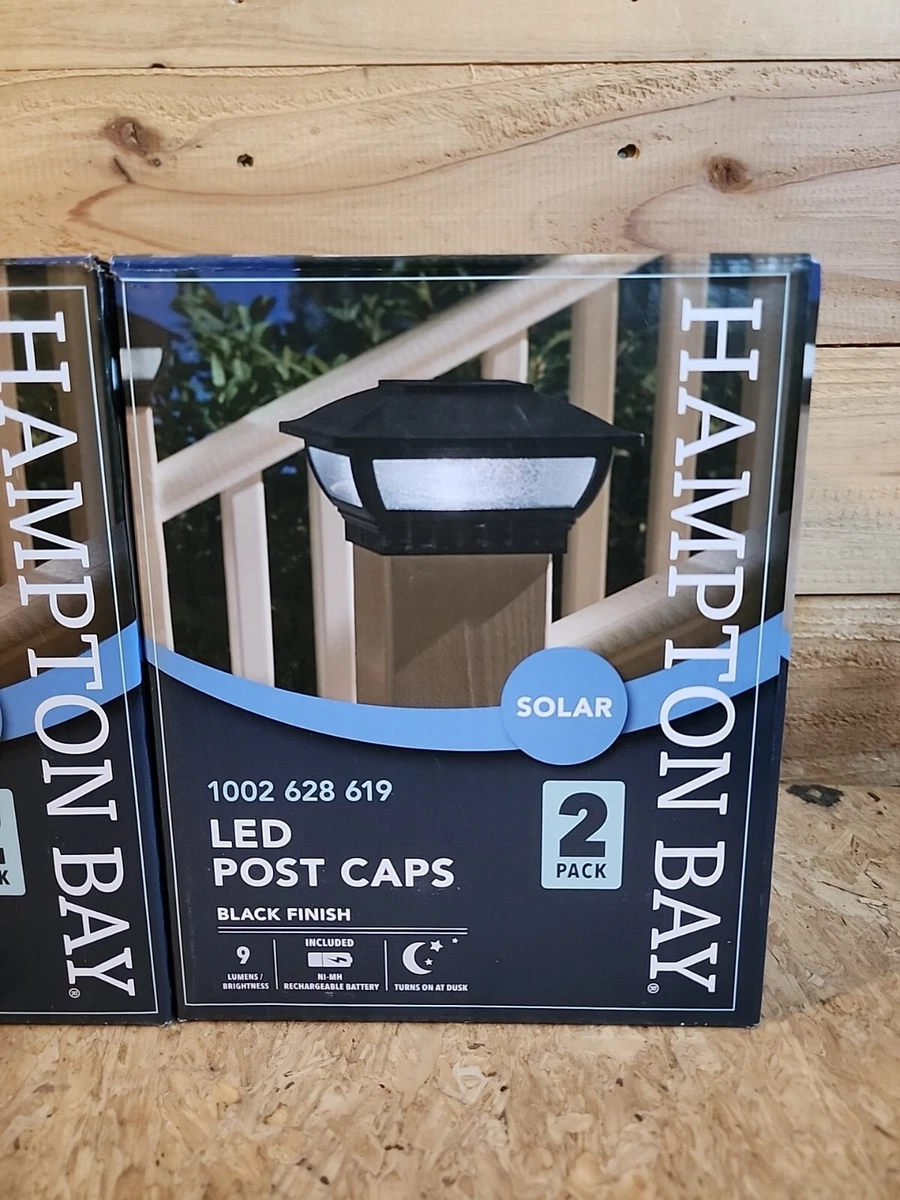 HAMPTON BAY®
K
HAMPTON BAY®
SOLAR
1002 628 619
LED
POST CAPS
2
PACK
BLACK FINISH
9
LUMENS /
BRIGHTNESS
INCLUDED
NI-MH
RECHARGEABLE BATTERY
TURNS ON AT DUSK